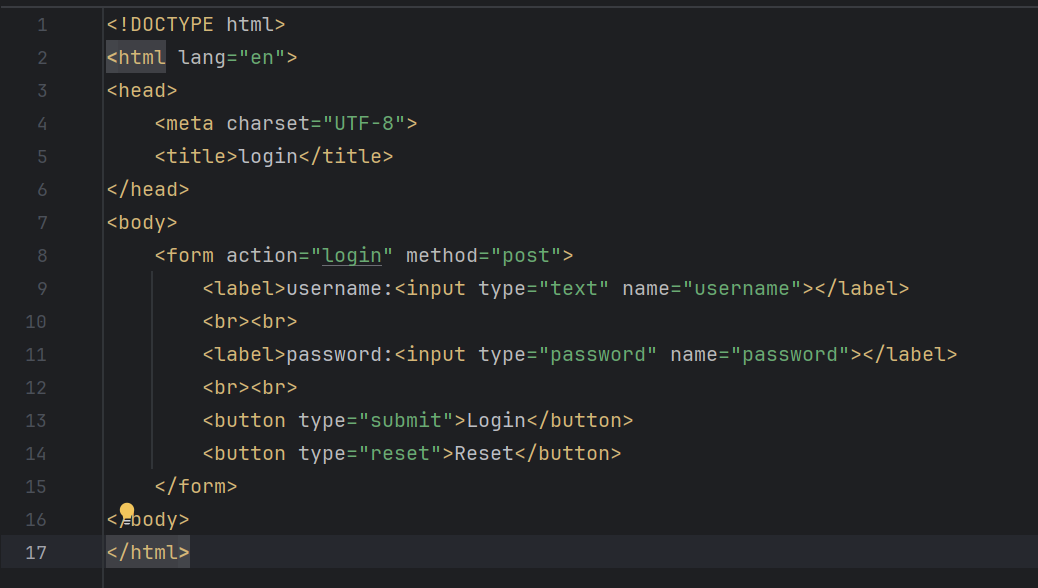 1 <!DOCTYPE html>
2 <html lang="en">
3 <head>
4     <meta charset="UTF-8">
5     <title>login</title>
6 </head>
7 <body>
8     <form action="login" method="post">
9         <label>username:<input type="text" name="username"></label>
10         <br><br>
11         <label>password:<input type="password" name="password"></label>
12         <br><br>
13         <button type="submit">Login</button>
14         <button type="reset">Reset</button>
15     </form>
16 </body>
17 </html>